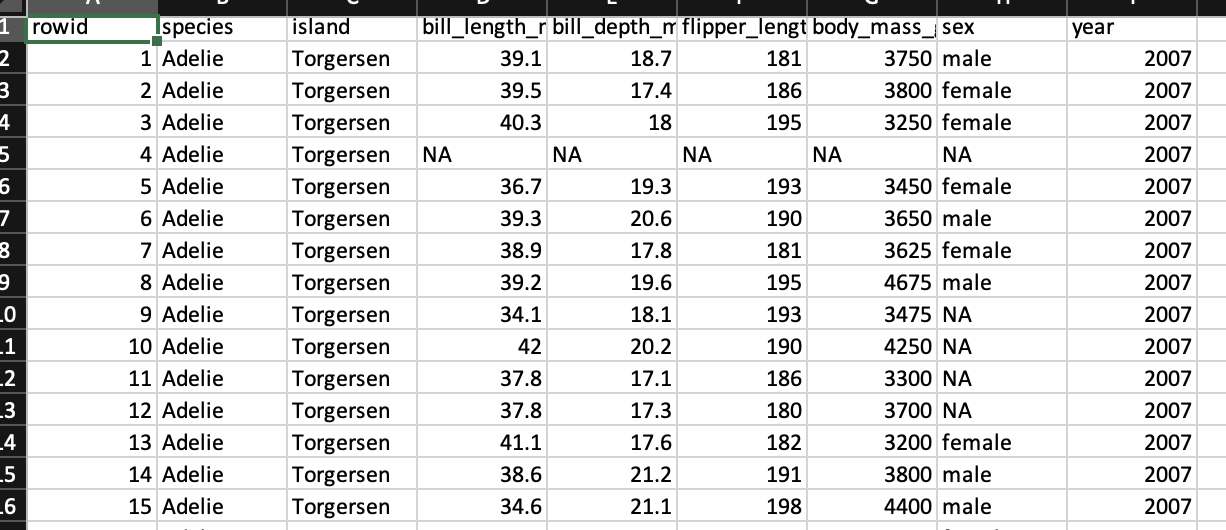 1 rowid species island bill_length_r bill_depth_m flipper_lengt body_mass_ sex year
2 1 Adelie Torgersen 39.1 18.7 181 3750 male 2007
3 2 Adelie Torgersen 39.5 17.4 186 3800 female 2007
4 3 Adelie Torgersen 40.3 18 195 3250 female 2007
5 4 Adelie Torgersen NA NA NA NA NA 2007
6 5 Adelie Torgersen 36.7 19.3 193 3450 female 2007
7 6 Adelie Torgersen 39.3 20.6 190 3650 male 2007
8 7 Adelie Torgersen 38.9 17.8 181 3625 female 2007
9 8 Adelie Torgersen 39.2 19.6 195 4675 male 2007
10 9 Adelie Torgersen 34.1 18.1 193 3475 NA 2007
11 10 Adelie Torgersen 42 20.2 190 4250 NA 2007
12 11 Adelie Torgersen 37.8 17.1 186 3300 NA 2007
13 12 Adelie Torgersen 37.8 17.3 180 3700 NA 2007
14 13 Adelie Torgersen 41.1 17.6 182 3200 female 2007
15 14 Adelie Torgersen 38.6 21.2 191 3800 male 2007
16 15 Adelie Torgersen 34.6 21.1 198 4400 male 2007